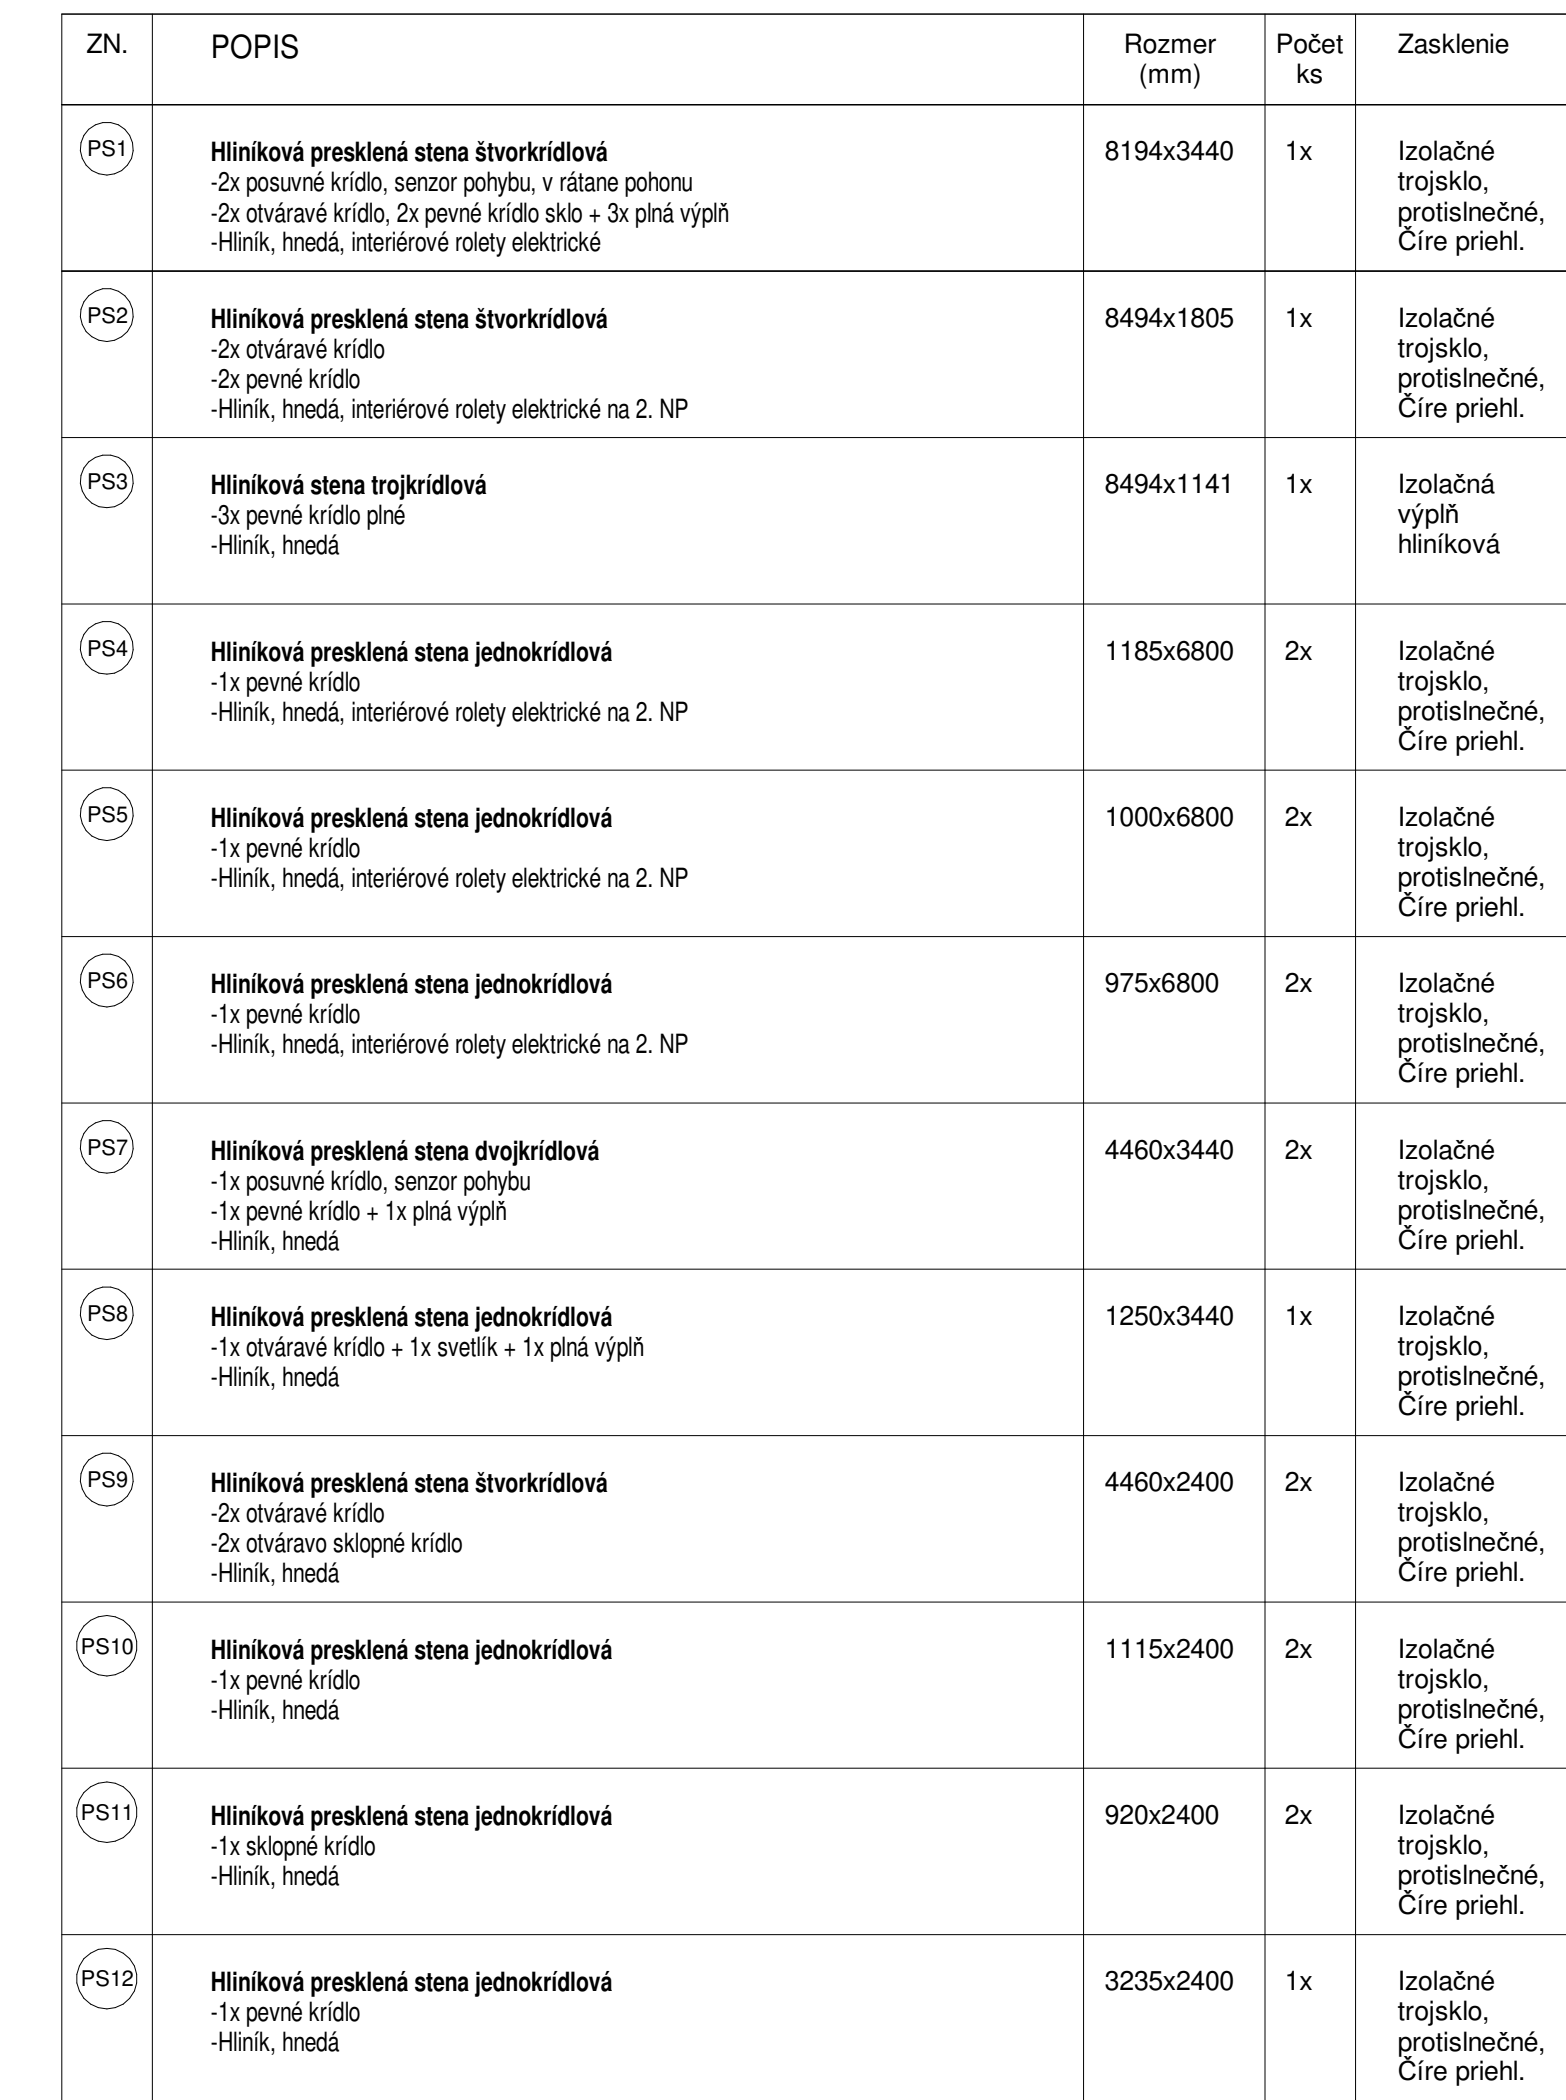 ZN.
POPIS
Rozmer
(mm)
Počet
ks
Zasklenie
PS1
Hliníková presklená stena štvorkrídlová
-2x posuvné krídlo, senzor pohybu, v rátane pohonu
-2x otváravé krídlo, 2x pevné krídlo sklo + 3x plná výplň
-Hliník, hnedá, interiérové rolety elektrické
8194x3440
1x
Izolačné
trojsklo,
protislnečné,
Číre priehl.
PS2
Hliníková presklená stena štvorkrídlová
-2x otváravé krídlo
-2x pevné krídlo
-Hliník, hnedá, interiérové rolety elektrické na 2. NP
8494x1805
1x
Izolačné
trojsklo,
protislnečné,
Číre priehl.
PS3
Hliníková stena trojkrídlová
-3x pevné krídlo plné
-Hliník, hnedá
8494x1141
1x
Izolačná
výplň
hliníková
PS4
Hliníková presklená stena jednokrídlová
-1x pevné krídlo
-Hliník, hnedá, interiérové rolety elektrické na 2. NP
1185x6800
2x
Izolačné
trojsklo,
protislnečné,
Číre priehl.
PS5
Hliníková presklená stena jednokrídlová
-1x pevné krídlo
-Hliník, hnedá, interiérové rolety elektrické na 2. NP
1000x6800
2x
Izolačné
trojsklo,
protislnečné,
Číre priehl.
PS6
Hliníková presklená stena jednokrídlová
-1x pevné krídlo
-Hliník, hnedá, interiérové rolety elektrické na 2. NP
975x6800
2x
Izolačné
trojsklo,
protislnečné,
Číre priehl.
PS7
Hliníková presklená stena dvojkrídlová
-1x posuvné krídlo, senzor pohybu
-1x pevné krídlo + 1x plná výplň
-Hliník, hnedá
4460x3440
2x
Izolačné
trojsklo,
protislnečné,
Číre priehl.
PS8
Hliníková presklená stena jednokrídlová
-1x otváravé krídlo + 1x svetlík + 1x plná výplň
-Hliník, hnedá
1250x3440
1x
Izolačné
trojsklo,
protislnečné,
Číre priehl.
PS9
Hliníková presklená stena štvorkrídlová
-2x otváravé krídlo
-2x otváravo sklopné krídlo
-Hliník, hnedá
4460x2400
2x
Izolačné
trojsklo,
protislnečné,
Číre priehl.
PS10
Hliníková presklená stena jednokrídlová
-1x pevné krídlo
-Hliník, hnedá
1115x2400
2x
Izolačné
trojsklo,
protislnečné,
Číre priehl.
PS11
Hliníková presklená stena jednokrídlová
-1x sklopné krídlo
-Hliník, hnedá
920x2400
2x
Izolačné
trojsklo,
protislnečné,
Číre priehl.
PS12
Hliníková presklená stena jednokrídlová
-1x pevné krídlo
-Hliník, hnedá
3235x2400
1x
Izolačné
trojsklo,
protislnečné,
Číre priehl.